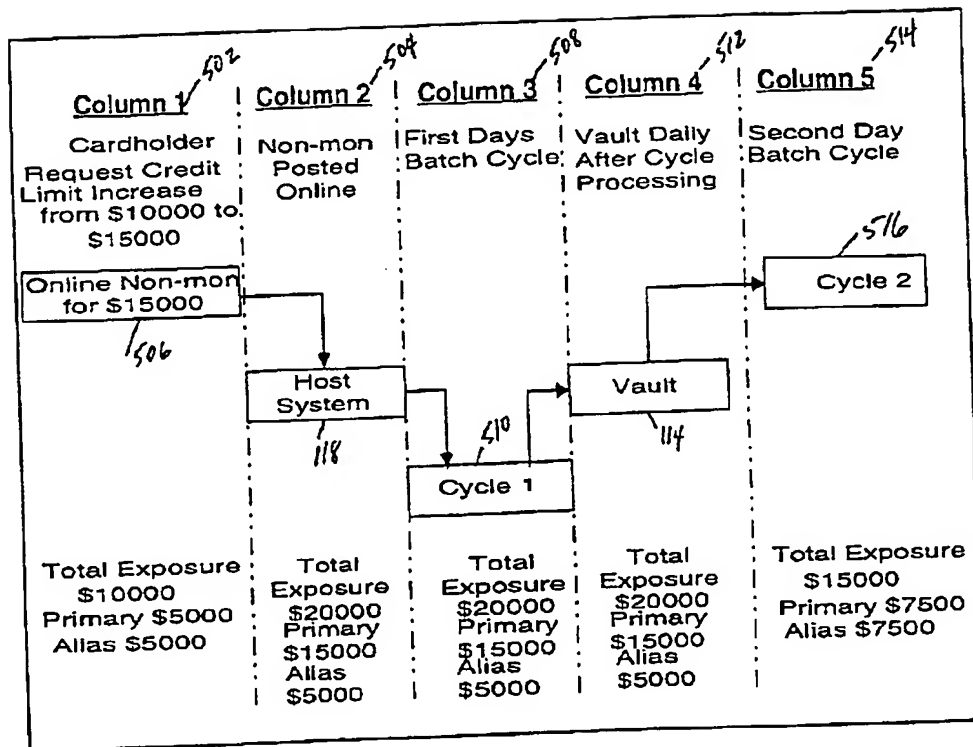 502
504
508
512
514
Column 1
Column 2
Column 3
Column 4
Column 5
Cardholder
Request Credit
Limit Increase
from $10000 to
$15000
Non-mon
Posted
Online
First Days
Batch Cycle
Vault Daily
After Cycle
Processing
Second Day
Batch Cycle
516
Online Non-mon
for $15000
Cycle 2
506
Host
System
Vault
118
510
114
Cycle 1
Total Exposure
$10000
Primary $5000
Alias $5000
Total
Exposure
$20000
Primary
$15000
Alias
$5000
Total
Exposure
$20000
Primary
$15000
Alias
$5000
Total
Exposure
$20000
Primary
$15000
Alias
$5000
Total Exposure
$15000
Primary $7500
Alias $7500